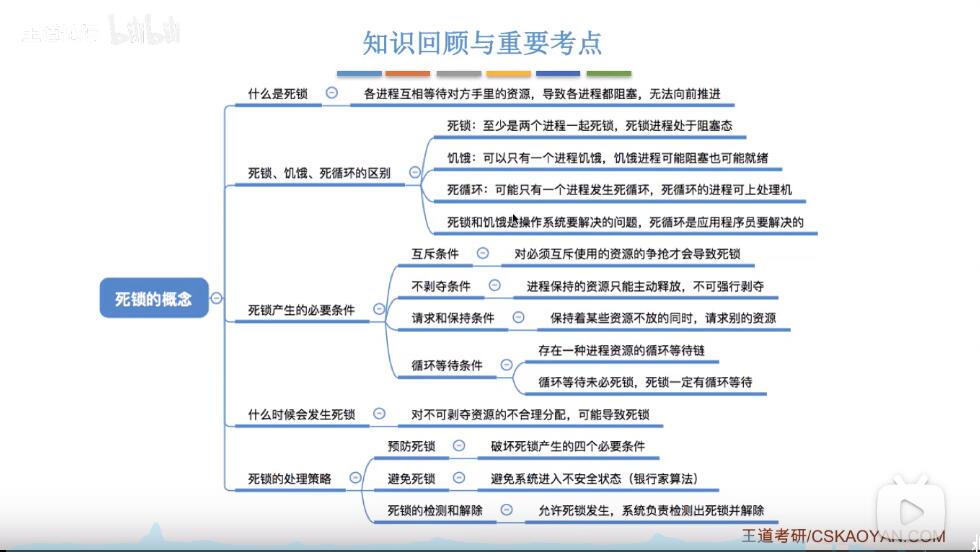 王道考研 bilibili
知识回顾与重要考点
什么是死锁
各进程互相等待对方手里的资源，导致各进程都阻塞，无法向前推进
死锁、饥饿、死循环的区别
死锁：至少是两个进程一起死锁，死锁进程处于阻塞态
饥饿：可以只有一个进程饥饿，饥饿进程可能阻塞也可能就绪
死循环：可能只有一个进程发生死循环，死循环的进程可上处理机
死锁和饥饿是操作系统要解决的问题，死循环是应用程序员要解决的
死锁的概念
死锁产生的必要条件
互斥条件
对必须互斥使用的资源的争抢才会导致死锁
不剥夺条件
进程保持的资源只能主动释放，不可强行剥夺
请求和保持条件
保持着某些资源不放的同时，请求别的资源
循环等待条件
存在一种进程资源的循环等待链
循环等待未必死锁，死锁一定有循环等待
什么时候会发生死锁
对不可剥夺资源的不合理分配，可能导致死锁
死锁的处理策略
预防死锁
破坏死锁产生的四个必要条件
避免死锁
避免系统进入不安全状态（银行家算法）
死锁的检测和解除
允许死锁发生，系统负责检测出死锁并解除
王道考研/CSKAOYAN.COM